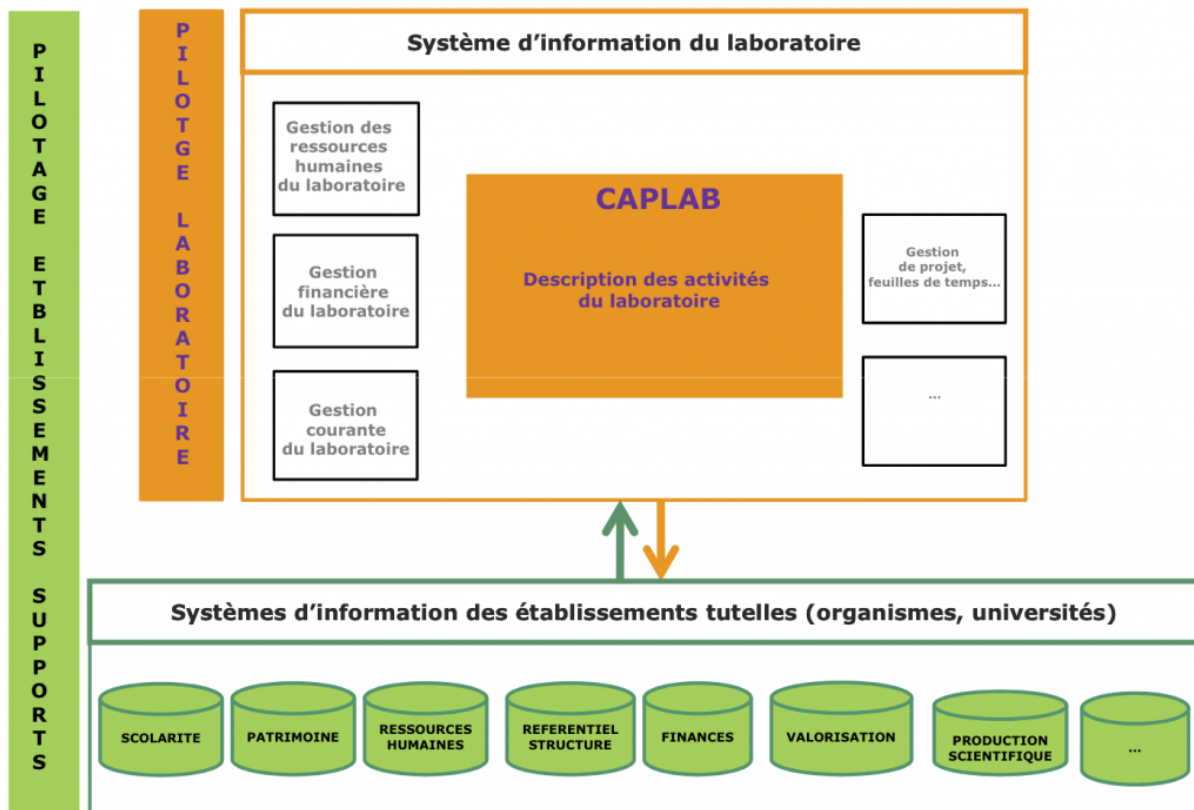 PILOTAGE ETBLISSEMENTS SUPPORTS
PILOTGE LABORATOIRE
Système d’information du laboratoire
Gestion des
ressources
humaines
du laboratoire
Gestion
financière
du laboratoire
Gestion
courante
du laboratoire
CAPLAB
Description des activités
du laboratoire
Gestion
de projet,
feuilles de temps...
...
Systèmes d’information des établissements tutelles (organismes, universités)
SCOLARITE
PATRIMOINE
RESSOURCES
HUMAINES
REFERENTIEL
STRUCTURE
FINANCES
VALORISATION
PRODUCTION
SCIENTIFIQUE
...